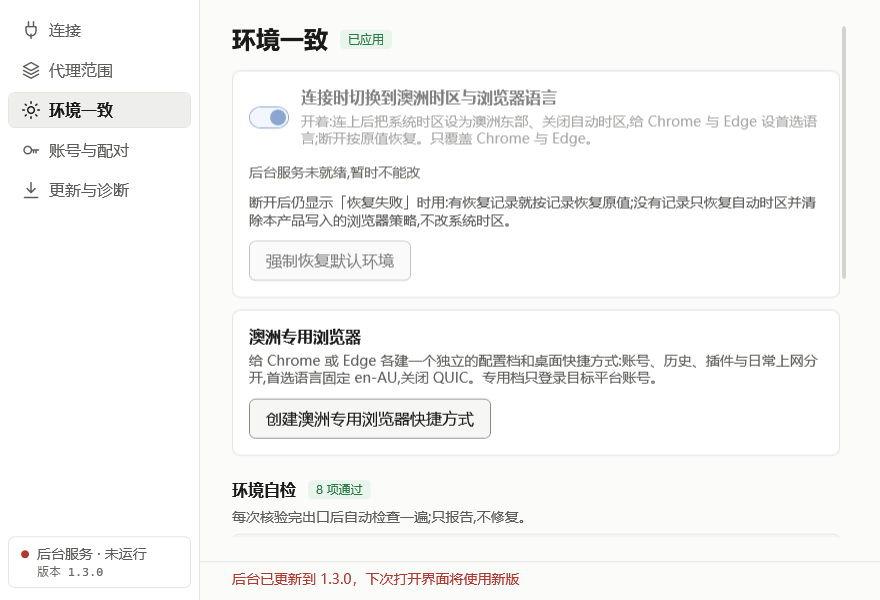 连接
代理范围
环境一致
账号与配对
更新与诊断
后台服务 · 未运行
版本 1.3.0
环境一致 已应用
连接时切换到澳洲时区与浏览器语言
开着:连上后把系统时区设为澳洲东部、关闭自动时区,给 Chrome 与 Edge 设首选语
言;断开按原值恢复。只覆盖 Chrome 与 Edge。
后台服务未就绪,暂时不能改
断开后仍显示「恢复失败」时用:有恢复记录就按记录恢复原值;没有记录只恢复自动时区并清
除本产品写入的浏览器策略,不改系统时区。
强制恢复默认环境
澳洲专用浏览器
给 Chrome 或 Edge 各建一个独立的配置档和桌面快捷方式:账号、历史、插件与日常上网分
开,首选语言固定 en-AU,关闭 QUIC。专用档只登录目标平台账号。
创建澳洲专用浏览器快捷方式
环境自检 8 项通过
每次核验完出口后自动检查一遍;只报告,不修复。
后台已更新到 1.3.0，下次打开界面将使用新版